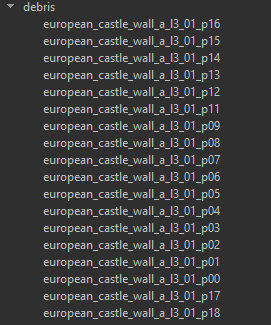 debris
european_castle_wall_a_l3_01_p16
european_castle_wall_a_l3_01_p15
european_castle_wall_a_l3_01_p14
european_castle_wall_a_l3_01_p13
european_castle_wall_a_l3_01_p12
european_castle_wall_a_l3_01_p11
european_castle_wall_a_l3_01_p09
european_castle_wall_a_l3_01_p08
european_castle_wall_a_l3_01_p07
european_castle_wall_a_l3_01_p06
european_castle_wall_a_l3_01_p05
european_castle_wall_a_l3_01_p04
european_castle_wall_a_l3_01_p03
european_castle_wall_a_l3_01_p02
european_castle_wall_a_l3_01_p01
european_castle_wall_a_l3_01_p00
european_castle_wall_a_l3_01_p17
european_castle_wall_a_l3_01_p18